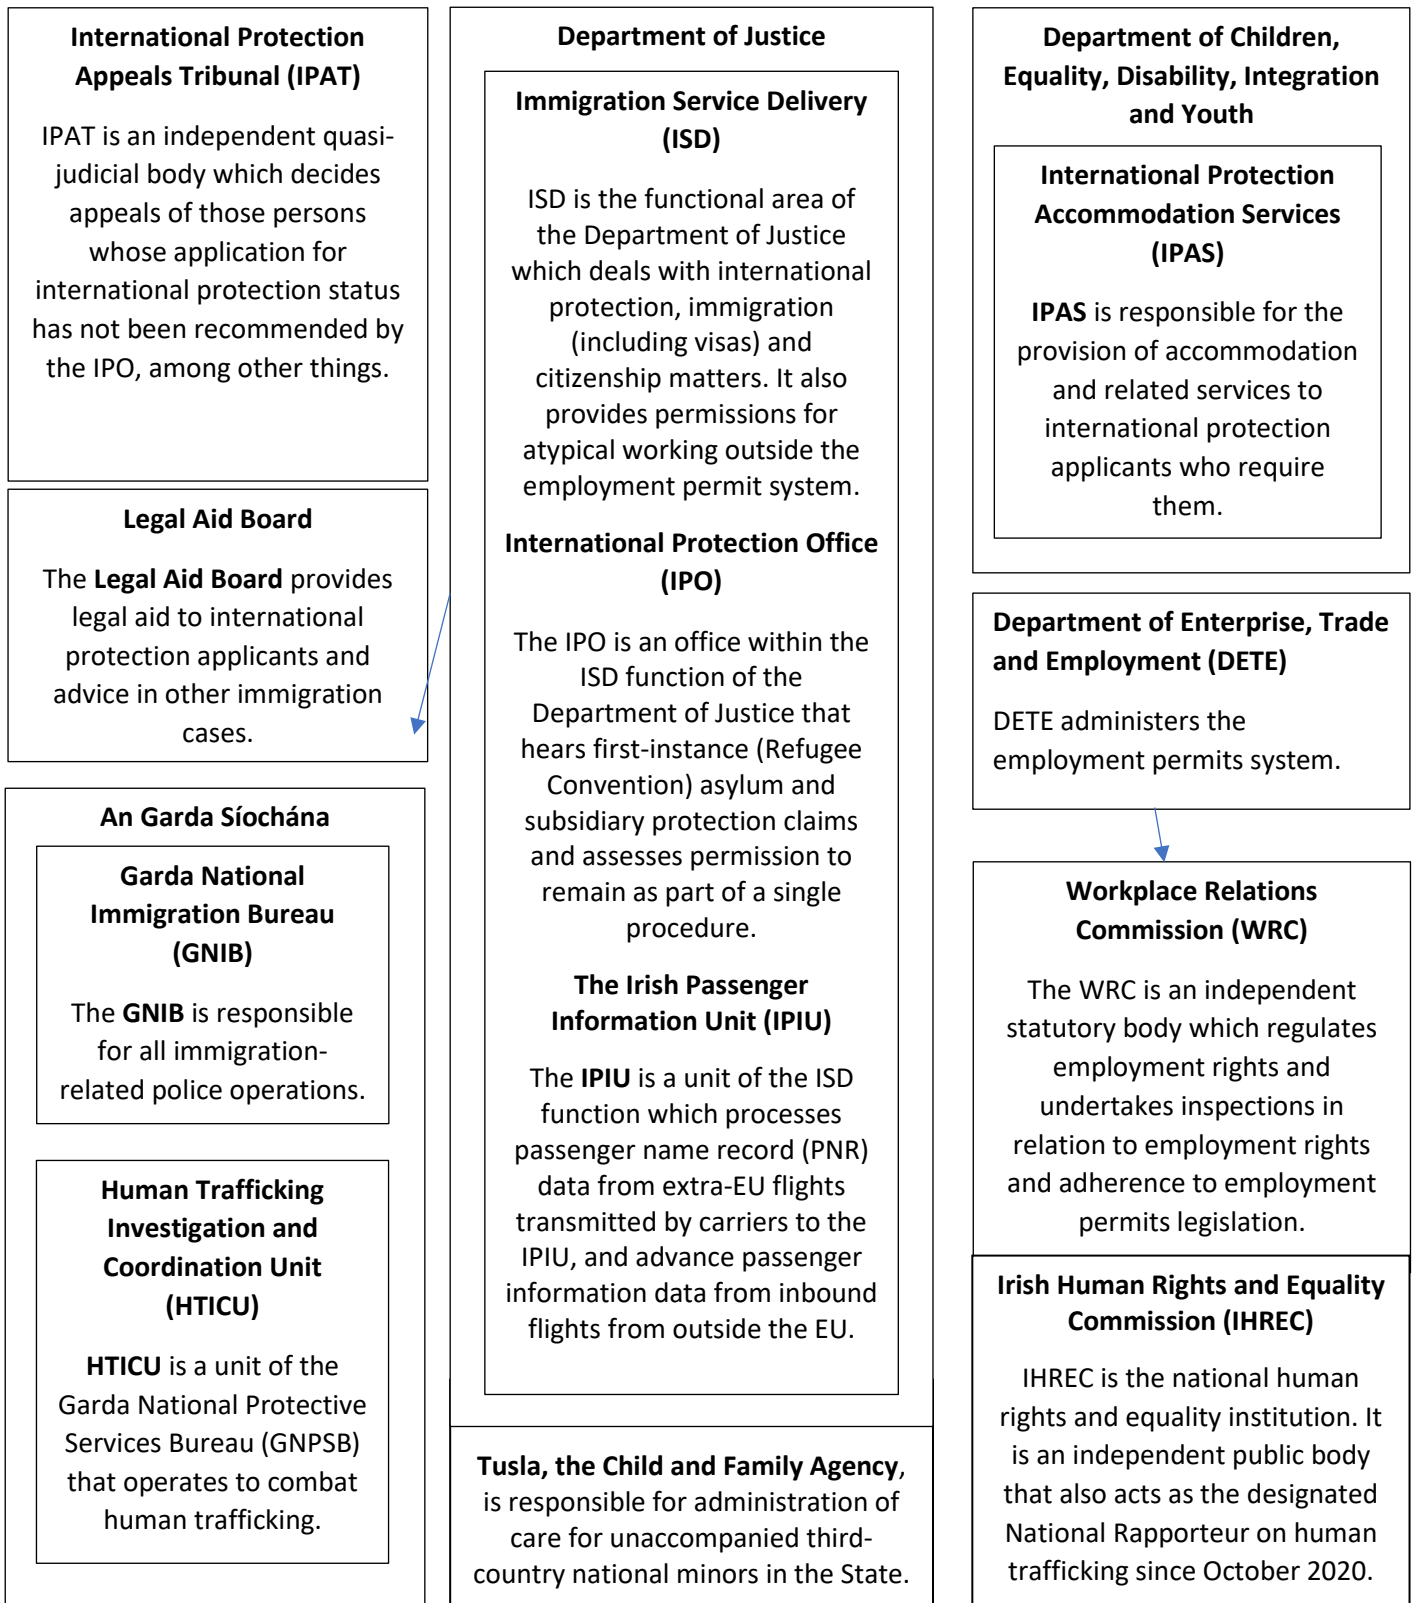 International Protection
Appeals Tribunal (IPAT)
IPAT is an independent quasi-
judicial body which decides
appeals of those persons
whose application for
international protection status
has not been recommended by
the IPO, among other things.
Legal Aid Board
The Legal Aid Board provides
legal aid to international
protection applicants and
advice in other immigration
cases.
An Garda Síochána
Garda National
Immigration Bureau
(GNIB)
The GNIB is responsible
for all immigration-
related police operations.
Human Trafficking
Investigation and
Coordination Unit
(HTICU)
HTICU is a unit of the
Garda National Protective
Services Bureau (GNPSB)
that operates to combat
human trafficking.
Department of Justice
Immigration Service Delivery
(ISD)
ISD is the functional area of
the Department of Justice
which deals with international
protection, immigration
(including visas) and
citizenship matters. It also
provides permissions for
atypical working outside the
employment permit system.
International Protection Office
(IPO)
The IPO is an office within the
ISD function of the
Department of Justice that
hears first-instance (Refugee
Convention) asylum and
subsidiary protection claims
and assesses permission to
remain as part of a single
procedure.
The Irish Passenger
Information Unit (IPIU)
The IPIU is a unit of the ISD
function which processes
passenger name record (PNR)
data from extra-EU flights
transmitted by carriers to the
IPIU, and advance passenger
information data from inbound
flights from outside the EU.
Tusla, the Child and Family Agency,
is responsible for administration of
care for unaccompanied third-
country national minors in the State.
Department of Children,
Equality, Disability, Integration
and Youth
International Protection
Accommodation Services
(IPAS)
IPAS is responsible for the
provision of accommodation
and related services to
international protection
applicants who require
them.
Department of Enterprise, Trade
and Employment (DETE)
DETE administers the
employment permits system.
Workplace Relations
Commission (WRC)
The WRC is an independent
statutory body which regulates
employment rights and
undertakes inspections in
relation to employment rights
and adherence to employment
permits legislation.
Irish Human Rights and Equality
Commission (IHREC)
IHREC is the national human
rights and equality institution. It
is an independent public body
that also acts as the designated
National Rapporteur on human
trafficking since October 2020.